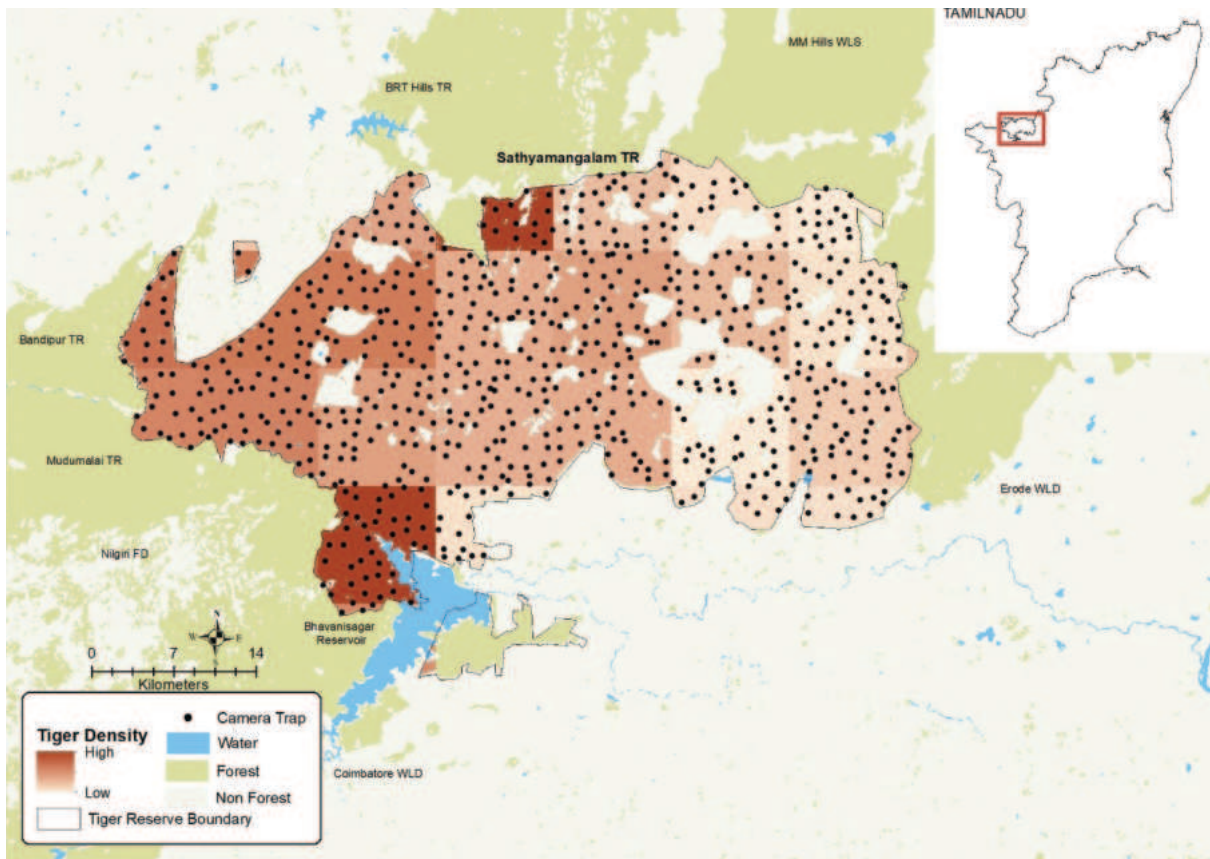 TAMILNADU
MM Hills WLS
BRT Hills TR
Sathyamangalam TR
Bandipur TR
Mudumalai TR
Erode WLD
Nilgiri FD
Bhavanisagar
Reservoir
N
W E
S
0 7 14
Kilometers
Coimbatore WLD
Tiger Density
High
Low
Camera Trap
Water
Forest
Non Forest
Tiger Reserve Boundary